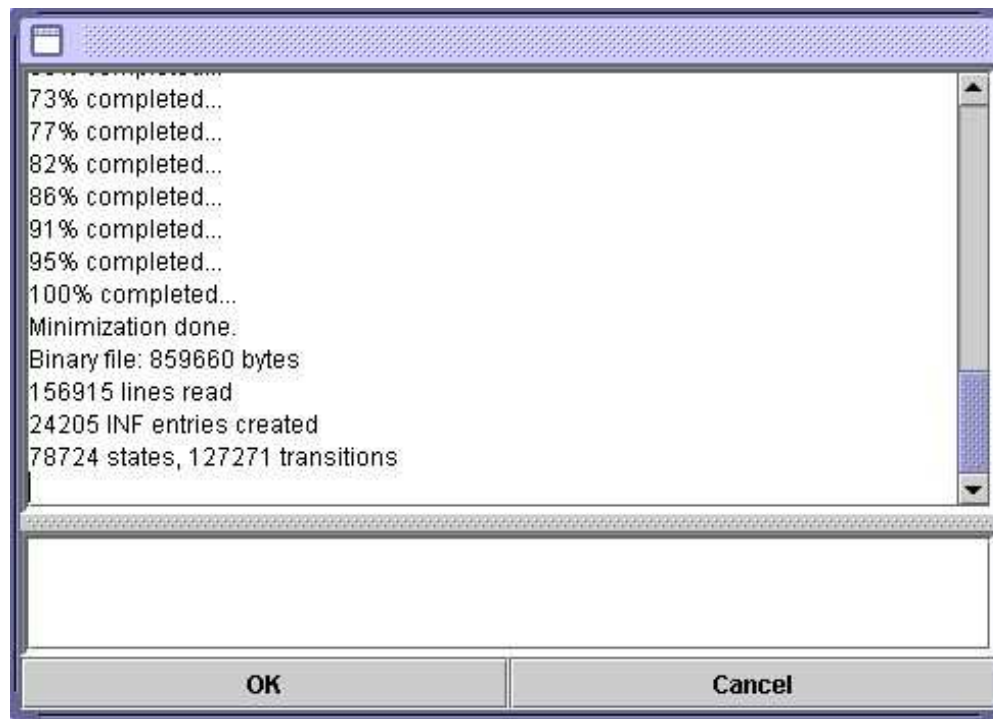 73% completed...
77% completed...
82% completed...
86% completed...
91% completed...
95% completed...
100% completed...
Minimization done.
Binary file: 859660 bytes
156915 lines read
24205 INF entries created
78724 states, 127271 transitions
OK
Cancel